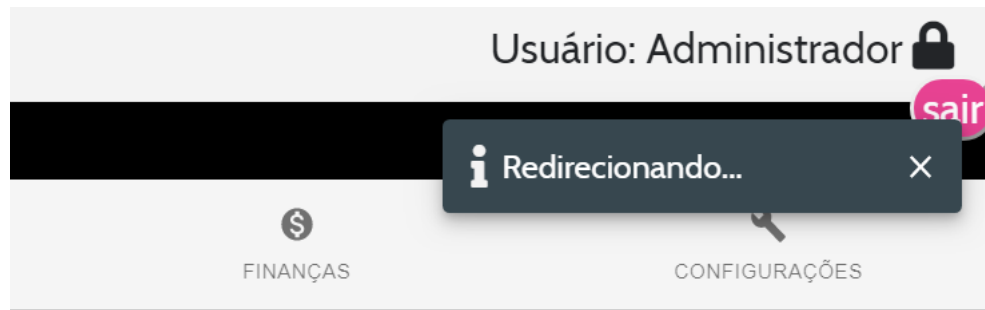 Usuário: Administrador
sair
Redirecionando...
FINANÇAS
CONFIGURAÇÕES